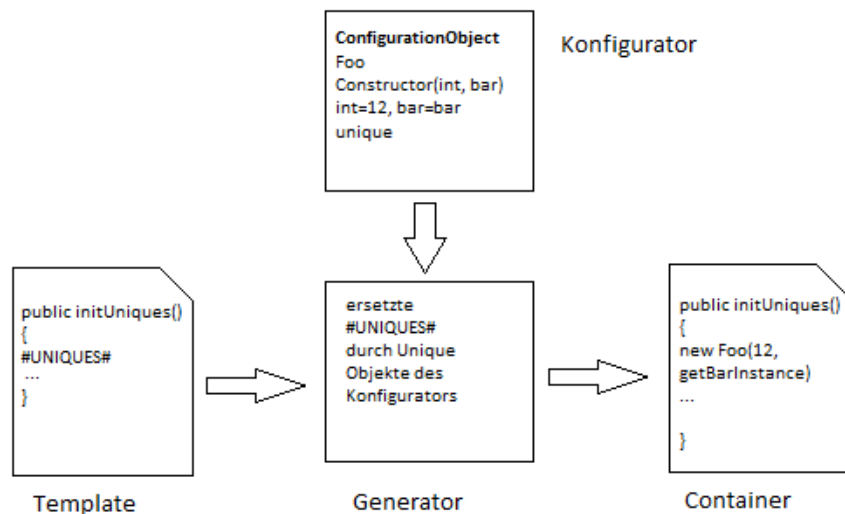 ConfigurationObject
Foo
Constructor(int, bar)
int=12, bar=bar
unique
Konfigurator
public initUniques()
{
#UNIQUES#
...
}
Template
ersetzte
#UNIQUES#
durch Unique
Objekte des
Konfigurators
Generator
public initUniques()
{
new Foo(12,
getBarInstance)
...
}
Container